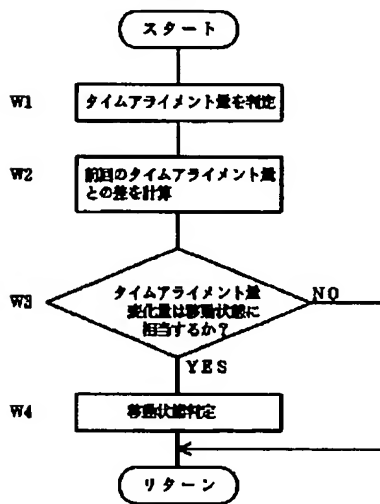 スタート
W1
タイムアライメント量を判定
W2
前回のタイムアライメント量
との差を計算
W3
タイムアライメント量
変化量は移動状態に
相当するか?
NO
YES
W4
移動状態判定
リターン